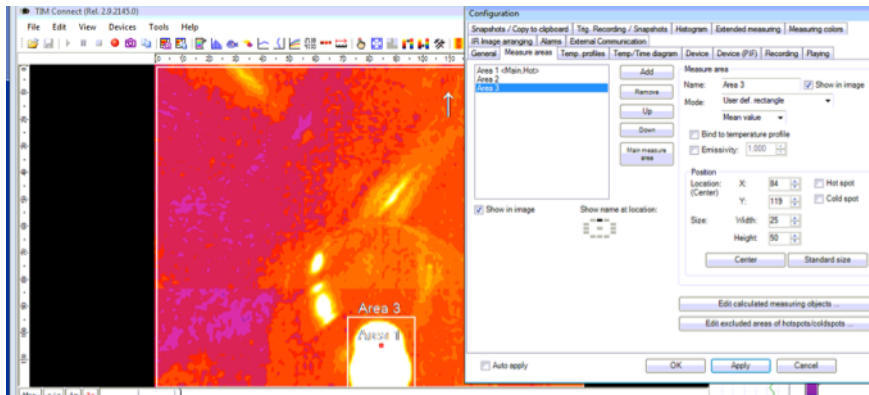 TIM Connect (Rel. 2.9.2145.0)
File Edit View Devices Tools Help
Area 3
Area 1
Configuration
Snapshots / Copy to clipboard Trig. Recording / Snapshots Histogram Extended measuring Measuring colors
IR Image arranging Alarms External Communication
General Measure areas Temp. profiles Temp/Time diagram Device Device (PIF) Recording Playing
Area 1 <Main,Hot>
Area 2
Area 3
Add
Remove
Up
Down
Main measure
area
Show in image
Show name at location:
Measure area
Name: Area 3 Show in image
Mode: User def. rectangle
Mean value
Bind to temperature profile
Emissivity: 1.000
Position
Location: X: 84 Hot spot
(Center) Y: 119 Cold spot
Size: Width: 25
Height: 50
Center Standard size
Edit calculated measuring objects ...
Edit excluded areas of hotspots/coldspots ...
Auto apply OK Apply Cancel